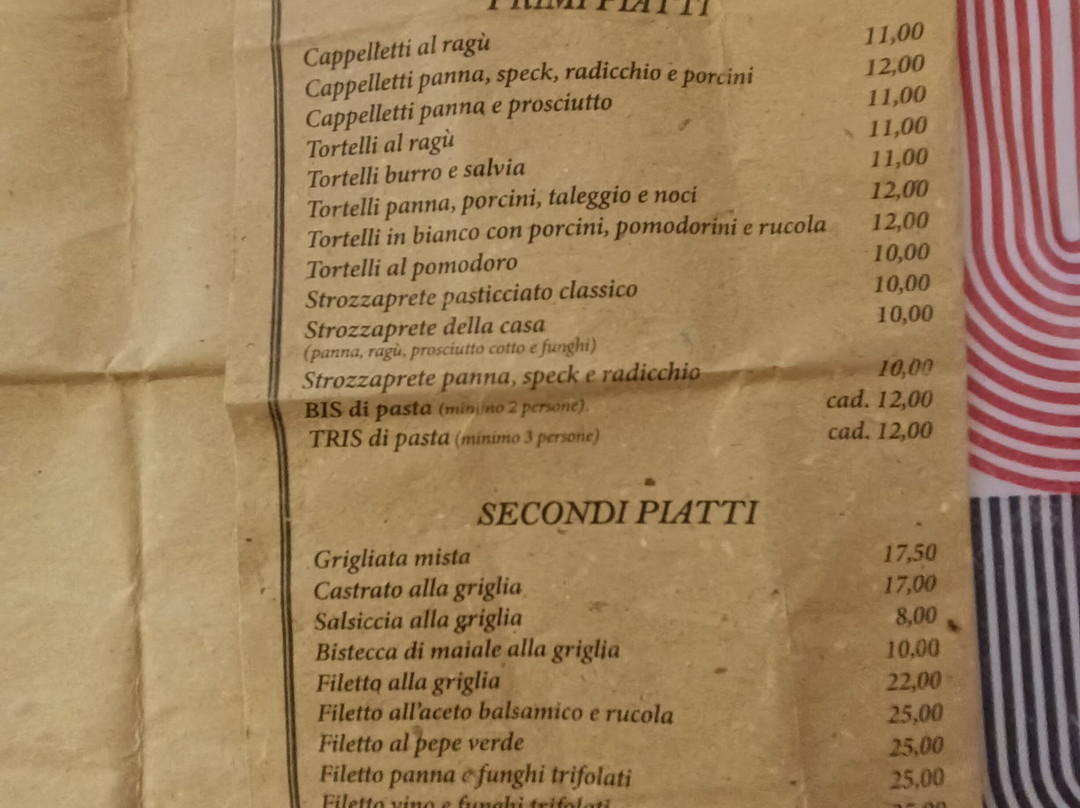 PRIMI PIATTI
Cappelletti al ragù 11,00
Cappelletti panna, speck, radicchio e porcini 12,00
Cappelletti panna e prosciutto 11,00
Tortelli al ragù 11,00
Tortelli burro e salvia 11,00
Tortelli panna, porcini, taleggio e noci 12,00
Tortelli in bianco con porcini, pomodorini e rucola 12,00
Tortelli al pomodoro 10,00
Strozzaprete pasticciato classico 10,00
Strozzaprete della casa 10,00
(panna, ragù, prosciutto cotto e funghi)
Strozzaprete panna, speck e radicchio 10,00
BIS di pasta (minimo 2 persone) cad. 12,00
TRIS di pasta (minimo 3 persone) cad. 12,00
SECONDI PIATTI
Grigliata mista 17,50
Castrato alla griglia 17,00
Salsiccia alla griglia 8,00
Bistecca di maiale alla griglia 10,00
Filetto alla griglia 22,00
Filetto all'aceto balsamico e rucola 25,00
Filetto al pepe verde 25,00
Filetto panna e funghi trifolati 25,00
Filetto vino e funghi trifolati